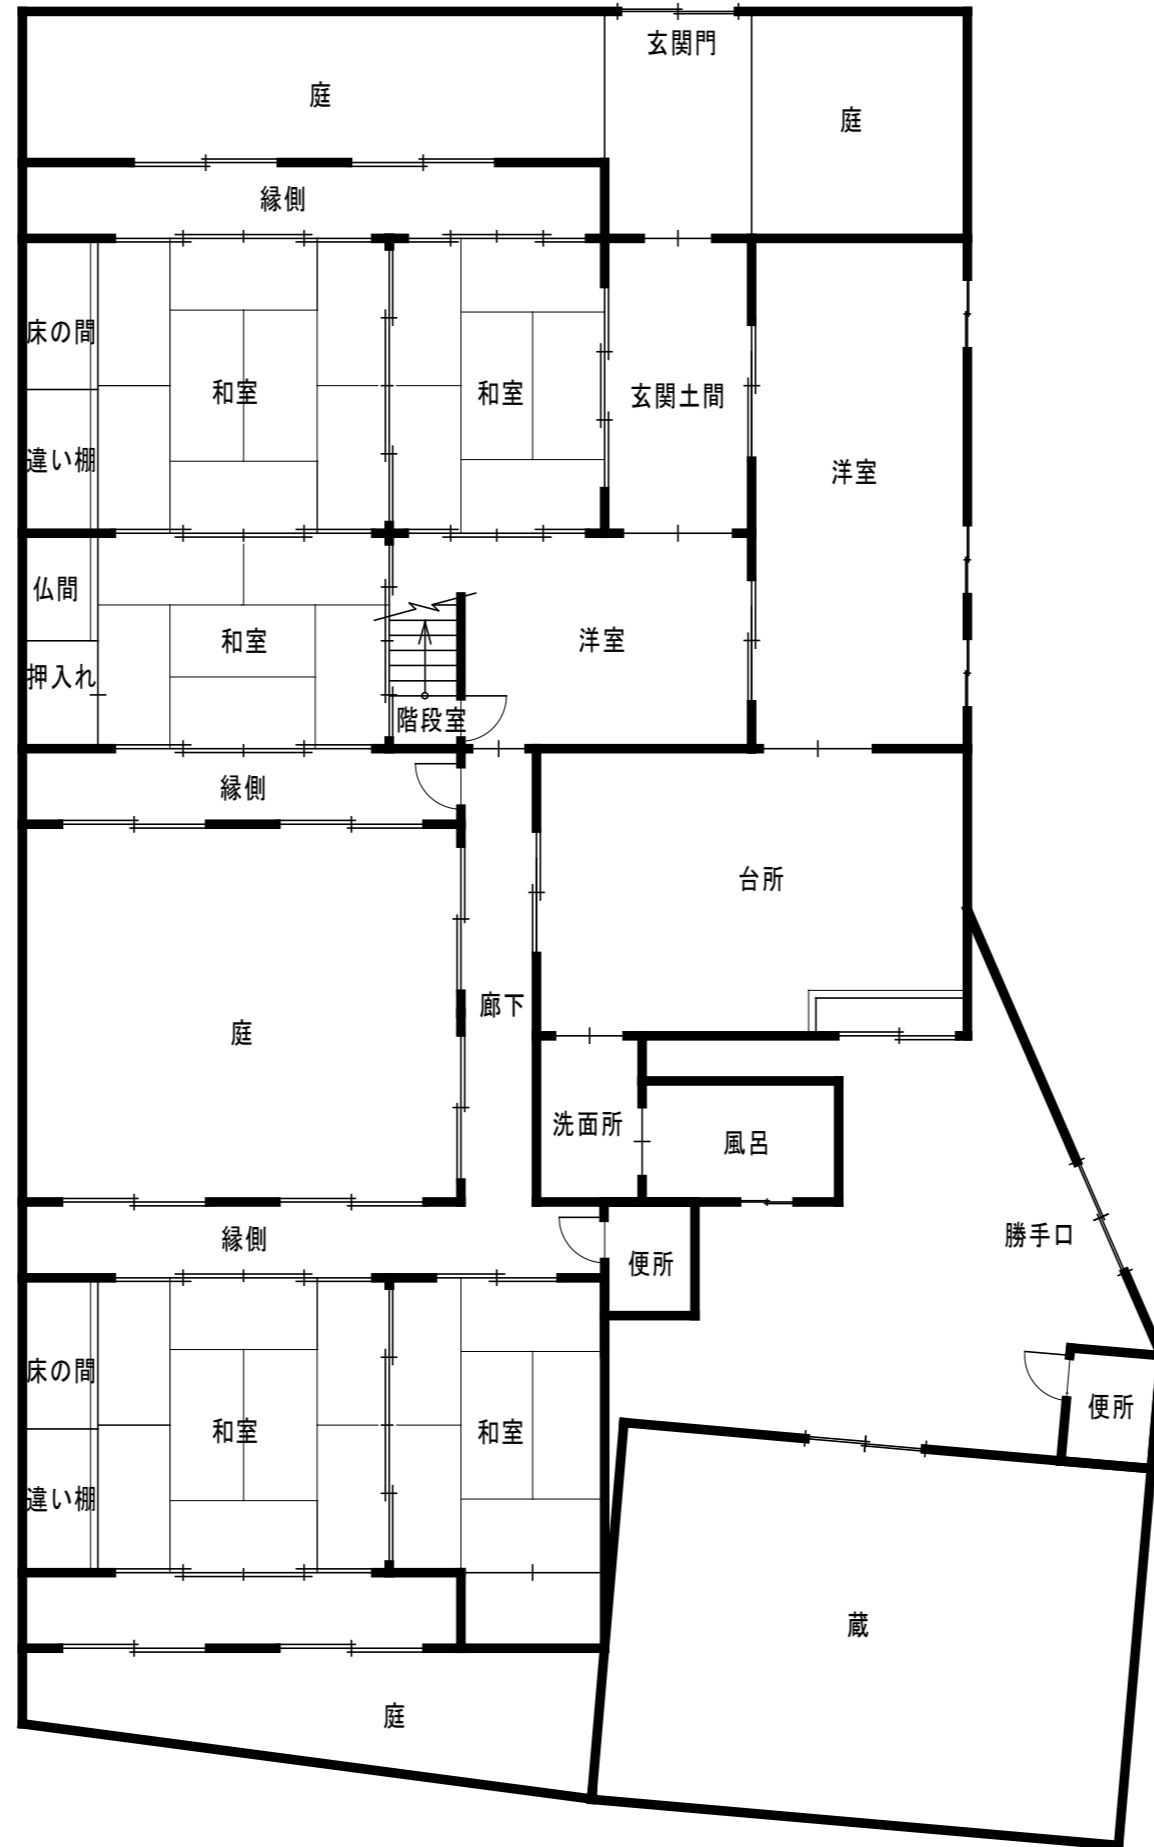 玄関門
庭
庭
縁側
床の間
和室
和室
玄関土間
違い棚
洋室
仏間
和室
洋室
押入れ
階段室
縁側
台所
廊下
庭
洗面所
風呂
縁側
勝手口
便所
床の間
便所
和室
和室
違い棚
蔵
庭